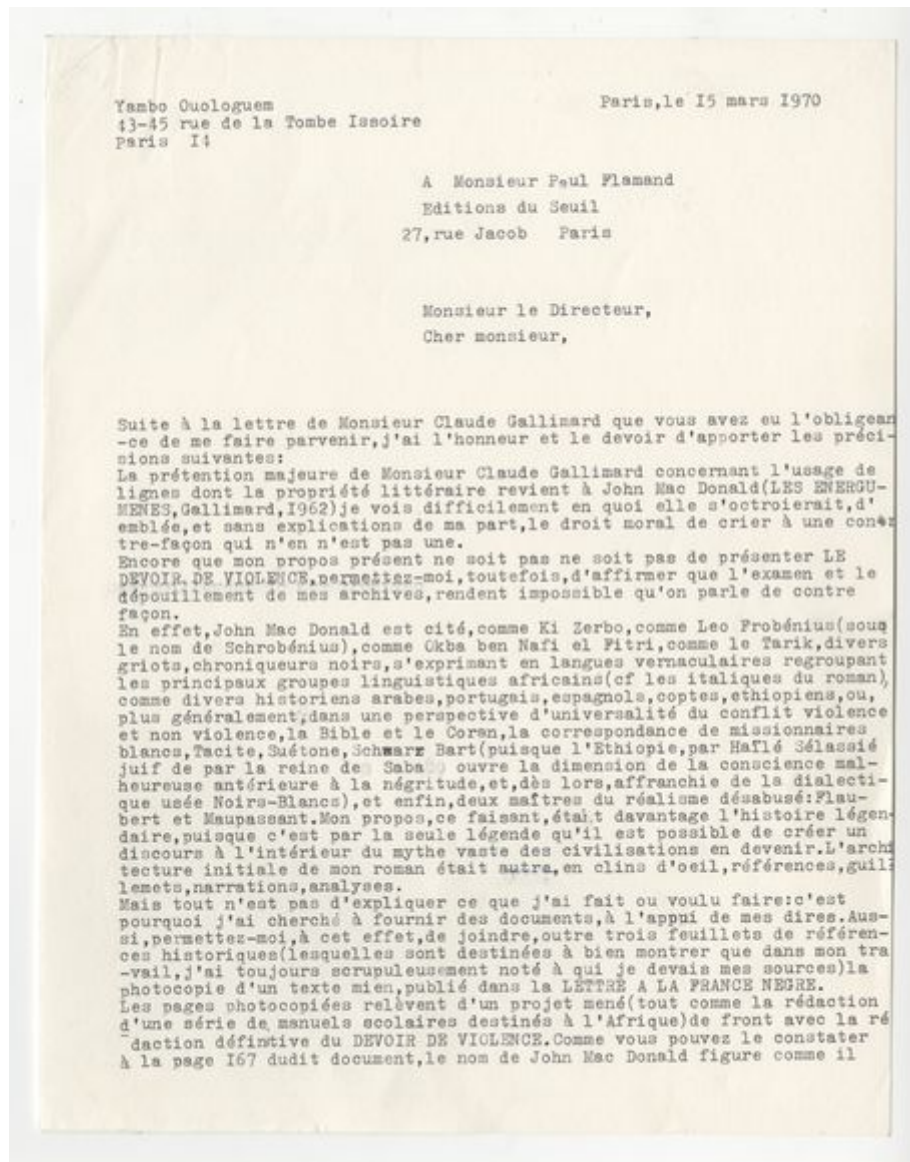 Yambo Ouologuem
43-45 rue de la Tombe Issoire
Paris I4
Paris,le I5 mars I970
A Monsieur Paul Flamand
Editions du Seuil
27,rue Jacob Paris
Monsieur le Directeur,
Cher monsieur,
Suite à la lettre de Monsieur Claude Gallimard que vous avez eu l'obligean
-ce de me faire parvenir,j'ai l'honneur et le devoir d'apporter les préci-
sions suivantes:
La prétention majeure de Monsieur Claude Gallimard concernant l'usage de
lignes dont la propriété littéraire revient à John Mac Donald(LES ENERGU-
MENES,Gallimard,I962)je vois difficilement en quoi elle s'octroierait,d'
emblée,et sans explications de ma part,le droit moral de crier à une
tre-façon qui n'en n'est pas une.
Encore que mon propos présent ne soit pas ne soit pas de présenter LE
DEVOIR DE VIOLENCE,permettez-moi,toutefois,d'affirmer que l'examen et le
dépouillement de mes archives,rendent impossible qu'on parle de contre
façon.
En effet,John Mac Donald est cité,comme Ki Zerbo,comme Leo Frobénius(sous
le nom de Schrobénius),comme Okba ben Nafi el Fitri,comme le Tarik,divers
griots,chroniqueurs noirs,s'exprimant en langues vernaculaires regroupant
les principaux groupes linguistiques africains(cf les italiques du roman),
comme divers historiens arabes,portugais,espagnols,coptes,ethiopiens,ou,
plus généralement,dans une perspective d'universalité du conflit violence
et non violence,la Bible et le Coran,la correspondance de missionnaires
blancs,Tacite,Suétone,Schwarz Bart(puisque l'Ethiopie,par Haflé Sélassié
juif de par la reine de Saba ouvre la dimension de la conscience mal-
heureuse antérieure à la négritude,et,dès lors,affranchie de la dialecti-
que usée Noirs-Blancs),et enfin,deux maîtres du réalisme désabusé:Flau-
bert et Maupassant.Mon propos,ce faisant,était davantage l'histoire légen-
daire,puisque c'est par la seule légende qu'il est possible de créer un
discours à l'intérieur du mythe vaste des civilisations en devenir.L'archi
tecture initiale de mon roman était autre,en clins d'oeil,références,guil
lemets,narrations,analyses.
Mais tout n'est pas d'expliquer ce que j'ai fait ou voulu faire:c'est
pourquoi j'ai cherché à fournir des documents,à l'appui de mes dires.Aus-
si,permettez-moi,à cet effet,de joindre,outre trois feuillets de référen-
ces historiques(lesquelles sont destinées à bien montrer que dans mon tra
-vail,j'ai toujours scrupuleusement noté à qui je devais mes sources)la
photocopie d'un texte mien,publié dans la LETTRE A LA FRANCE NEGRE.
Les pages photocopiées relèvent d'un projet mené(tout comme la rédaction
d'une série de manuels scolaires destinés à l'Afrique)de front avec la ré
-daction définitive du DEVOIR DE VIOLENCE.Comme vous pouvez le constater
à la page I67 dudit document,le nom de John Mac Donald figure comme il